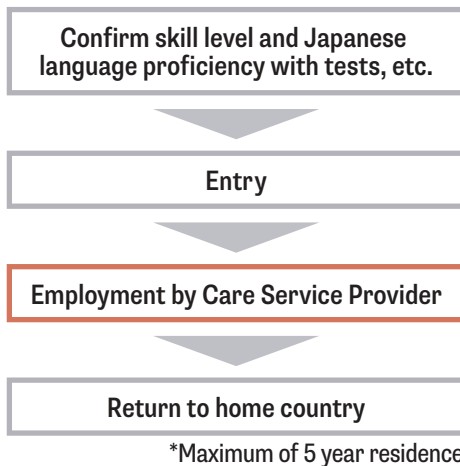 Confirm skill level and Japanese
language proficiency with tests, etc.
Entry
Employment by Care Service Provider
Return to home country
*Maximum of 5 year residence